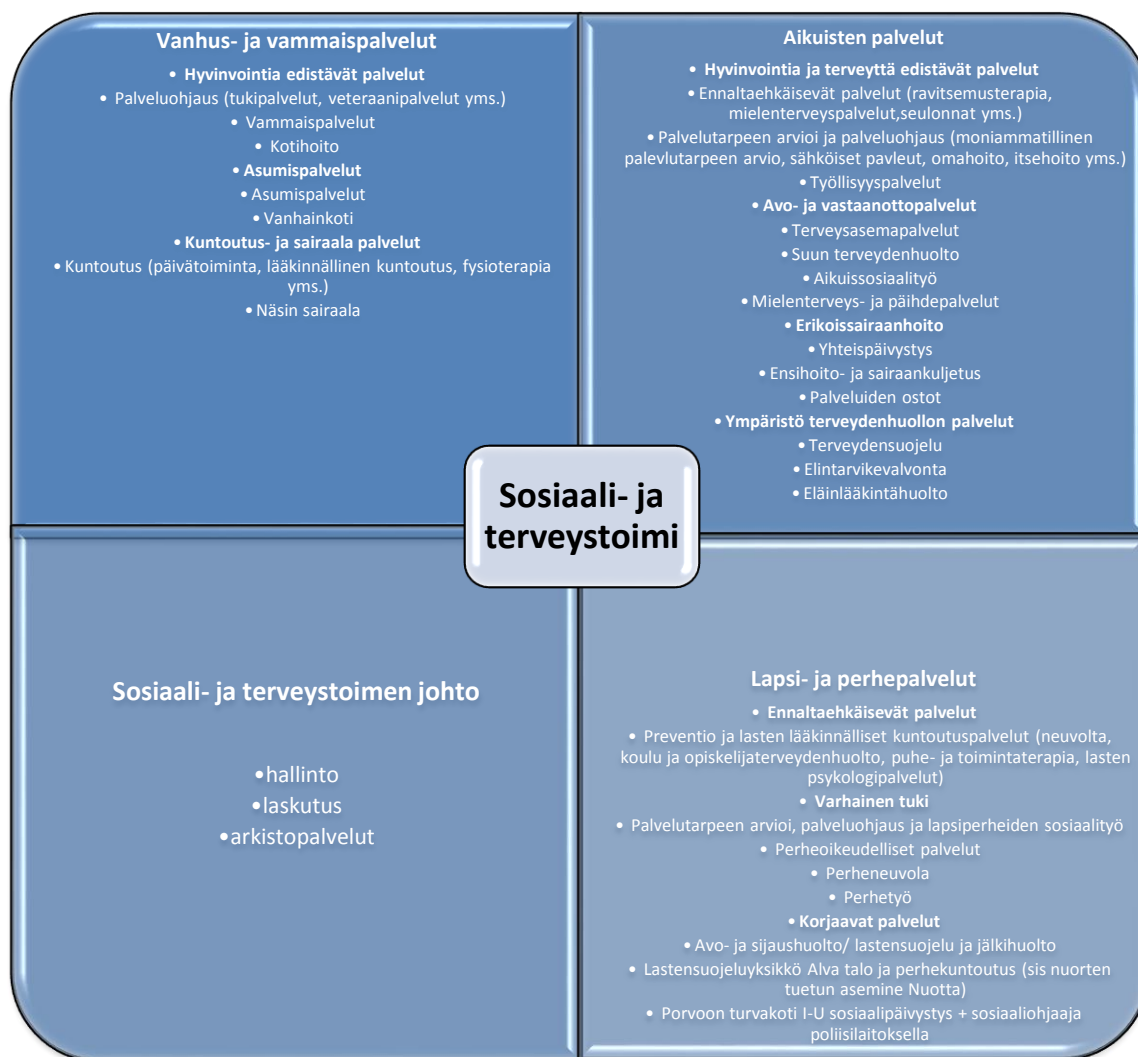 Vanhus- ja vammaispalvelut
• Hyvinvointia edistävät palvelut
• Palveluohjaus (tukipalvelut, veteraanipalvelut yms.)
• Vammaispalvelut
• Kotihoito
• Asumispalvelut
• Asumispalvelut
• Vanhainkoti
• Kuntoutus- ja sairaala palvelut
• Kuntoutus (päivätoiminta, lääkinnällinen kuntoutus, fysioterapia
yms.)
• Näsin sairaala
Aikuisten palvelut
• Hyvinvointia ja terveyttä edistävät palvelut
• Ennaltaehkäisevät palvelut (ravitsemusterapia,
mielenterveyspalvelut,seulonnat yms.)
• Palvelutarpeen arvioi ja palveluohjaus (moniammatillinen
palevlutarpeen arvio, sähköiset pavleut, omahoito, itsehoito yms.)
• Työllisyyspalvelut
• Avo- ja vastaanottopalvelut
• Terveysasemapalvelut
• Suun terveydenhuolto
• Aikuissosiaalityö
• Mielenterveys- ja päihdepalvelut
• Erikoissairaanhoito
• Yhteispäivystys
• Ensihoito- ja sairaankuljetus
• Palveluiden ostot
• Ympäristö terveydenhuollon palvelut
• Terveydensuojelu
• Elintarvikevalvonta
• Eläinlääkintähuolto
Sosiaali- ja
terveystoimi
Sosiaali- ja terveystoimen johto
•hallinto
•laskutus
•arkistopalvelut
Lapsi- ja perhepalvelut
• Ennaltaehkäisevät palvelut
• Preventio ja lasten lääkinnälliset kuntoutuspalvelut (neuvolta,
koulu ja opiskelijaterveydenhuolto, puhe- ja toimintaterapia, lasten
psykologipalvelut)
• Varhainen tuki
• Palvelutarpeen arvioi, palveluohjaus ja lapsiperheiden sosiaalityö
• Perheoikeudelliset palvelut
• Perheneuvola
• Perhetyö
• Korjaavat palvelut
• Avo- ja sijaushuolto/ lastensuojelu ja jälkihuolto
• Lastensuojeluyksikkö Alva talo ja perhekuntoutus (sis nuorten
tuetun asemine Nuotta)
• Porvoon turvakoti I-U sosiaalipäivystys + sosiaaliohjaaja
poliisilaitoksella